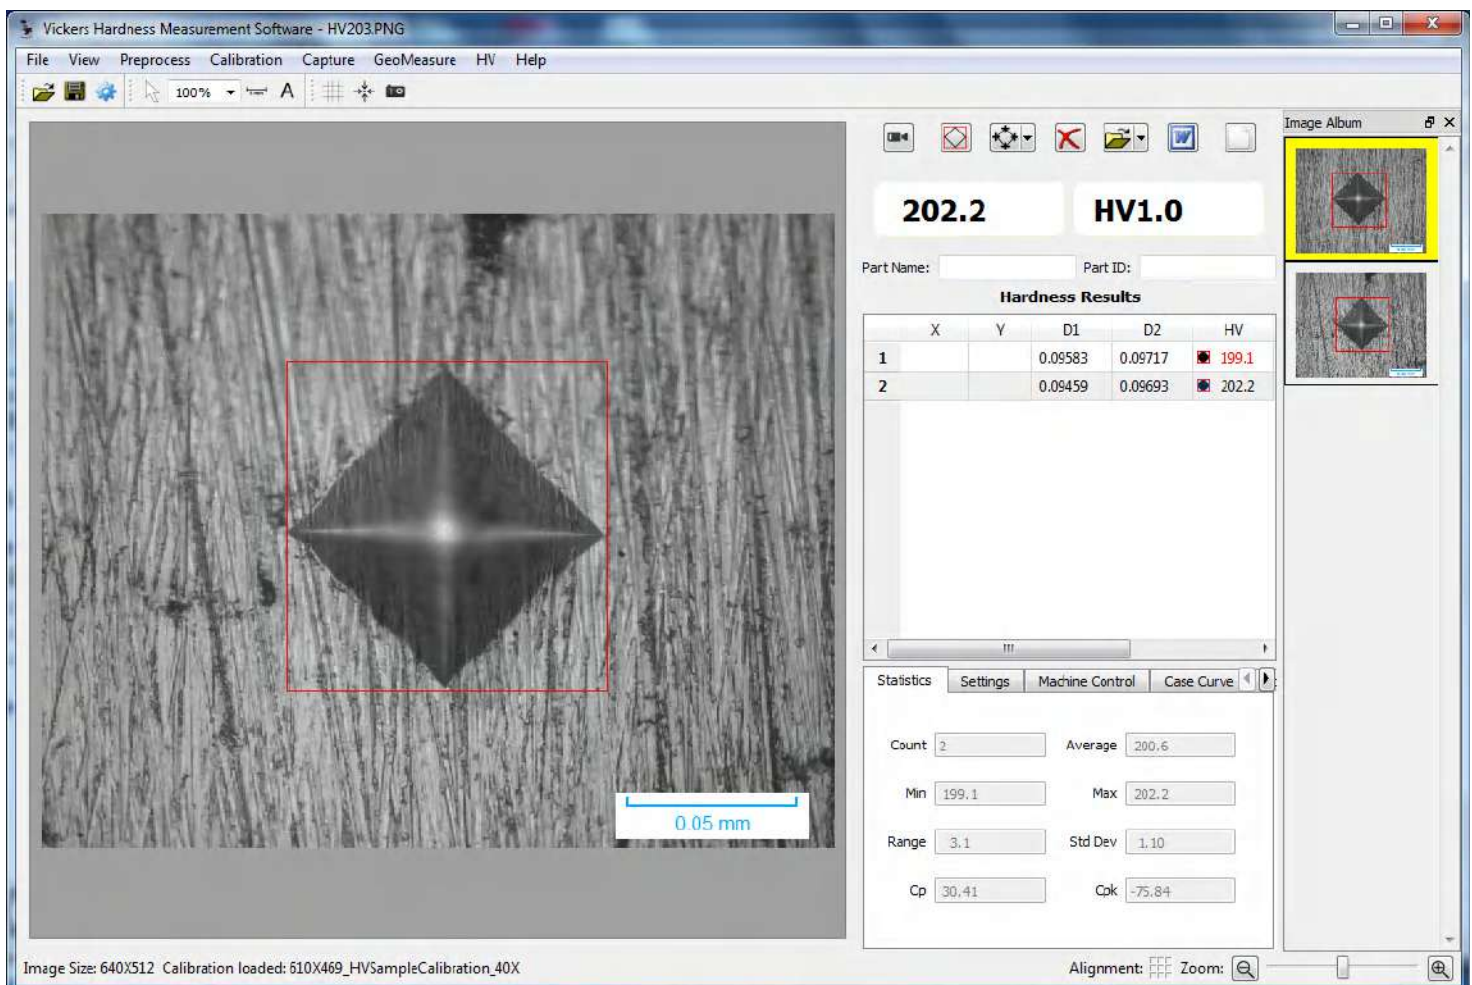 Vickers Hardness Measurement Software - HV203.PNG
File View Preprocess Calibration Capture GeoMeasure HV Help
100% A
Image Album
202.2 HV1.0
Part Name: Part ID:
Hardness Results
X Y D1 D2 HV
1 0.09583 0.09717 199.1
2 0.09459 0.09693 202.2
Statistics Settings Machine Control Case Curve
Count 2 Average 200.6
Min 199.1 Max 202.2
Range 3.1 Std Dev 1.10
Cp 30.41 Cpk -75.84
0.05 mm
Image Size: 640X512 Calibration loaded: 610X469_HVSampleCalibration_40X
Alignment: Zoom: